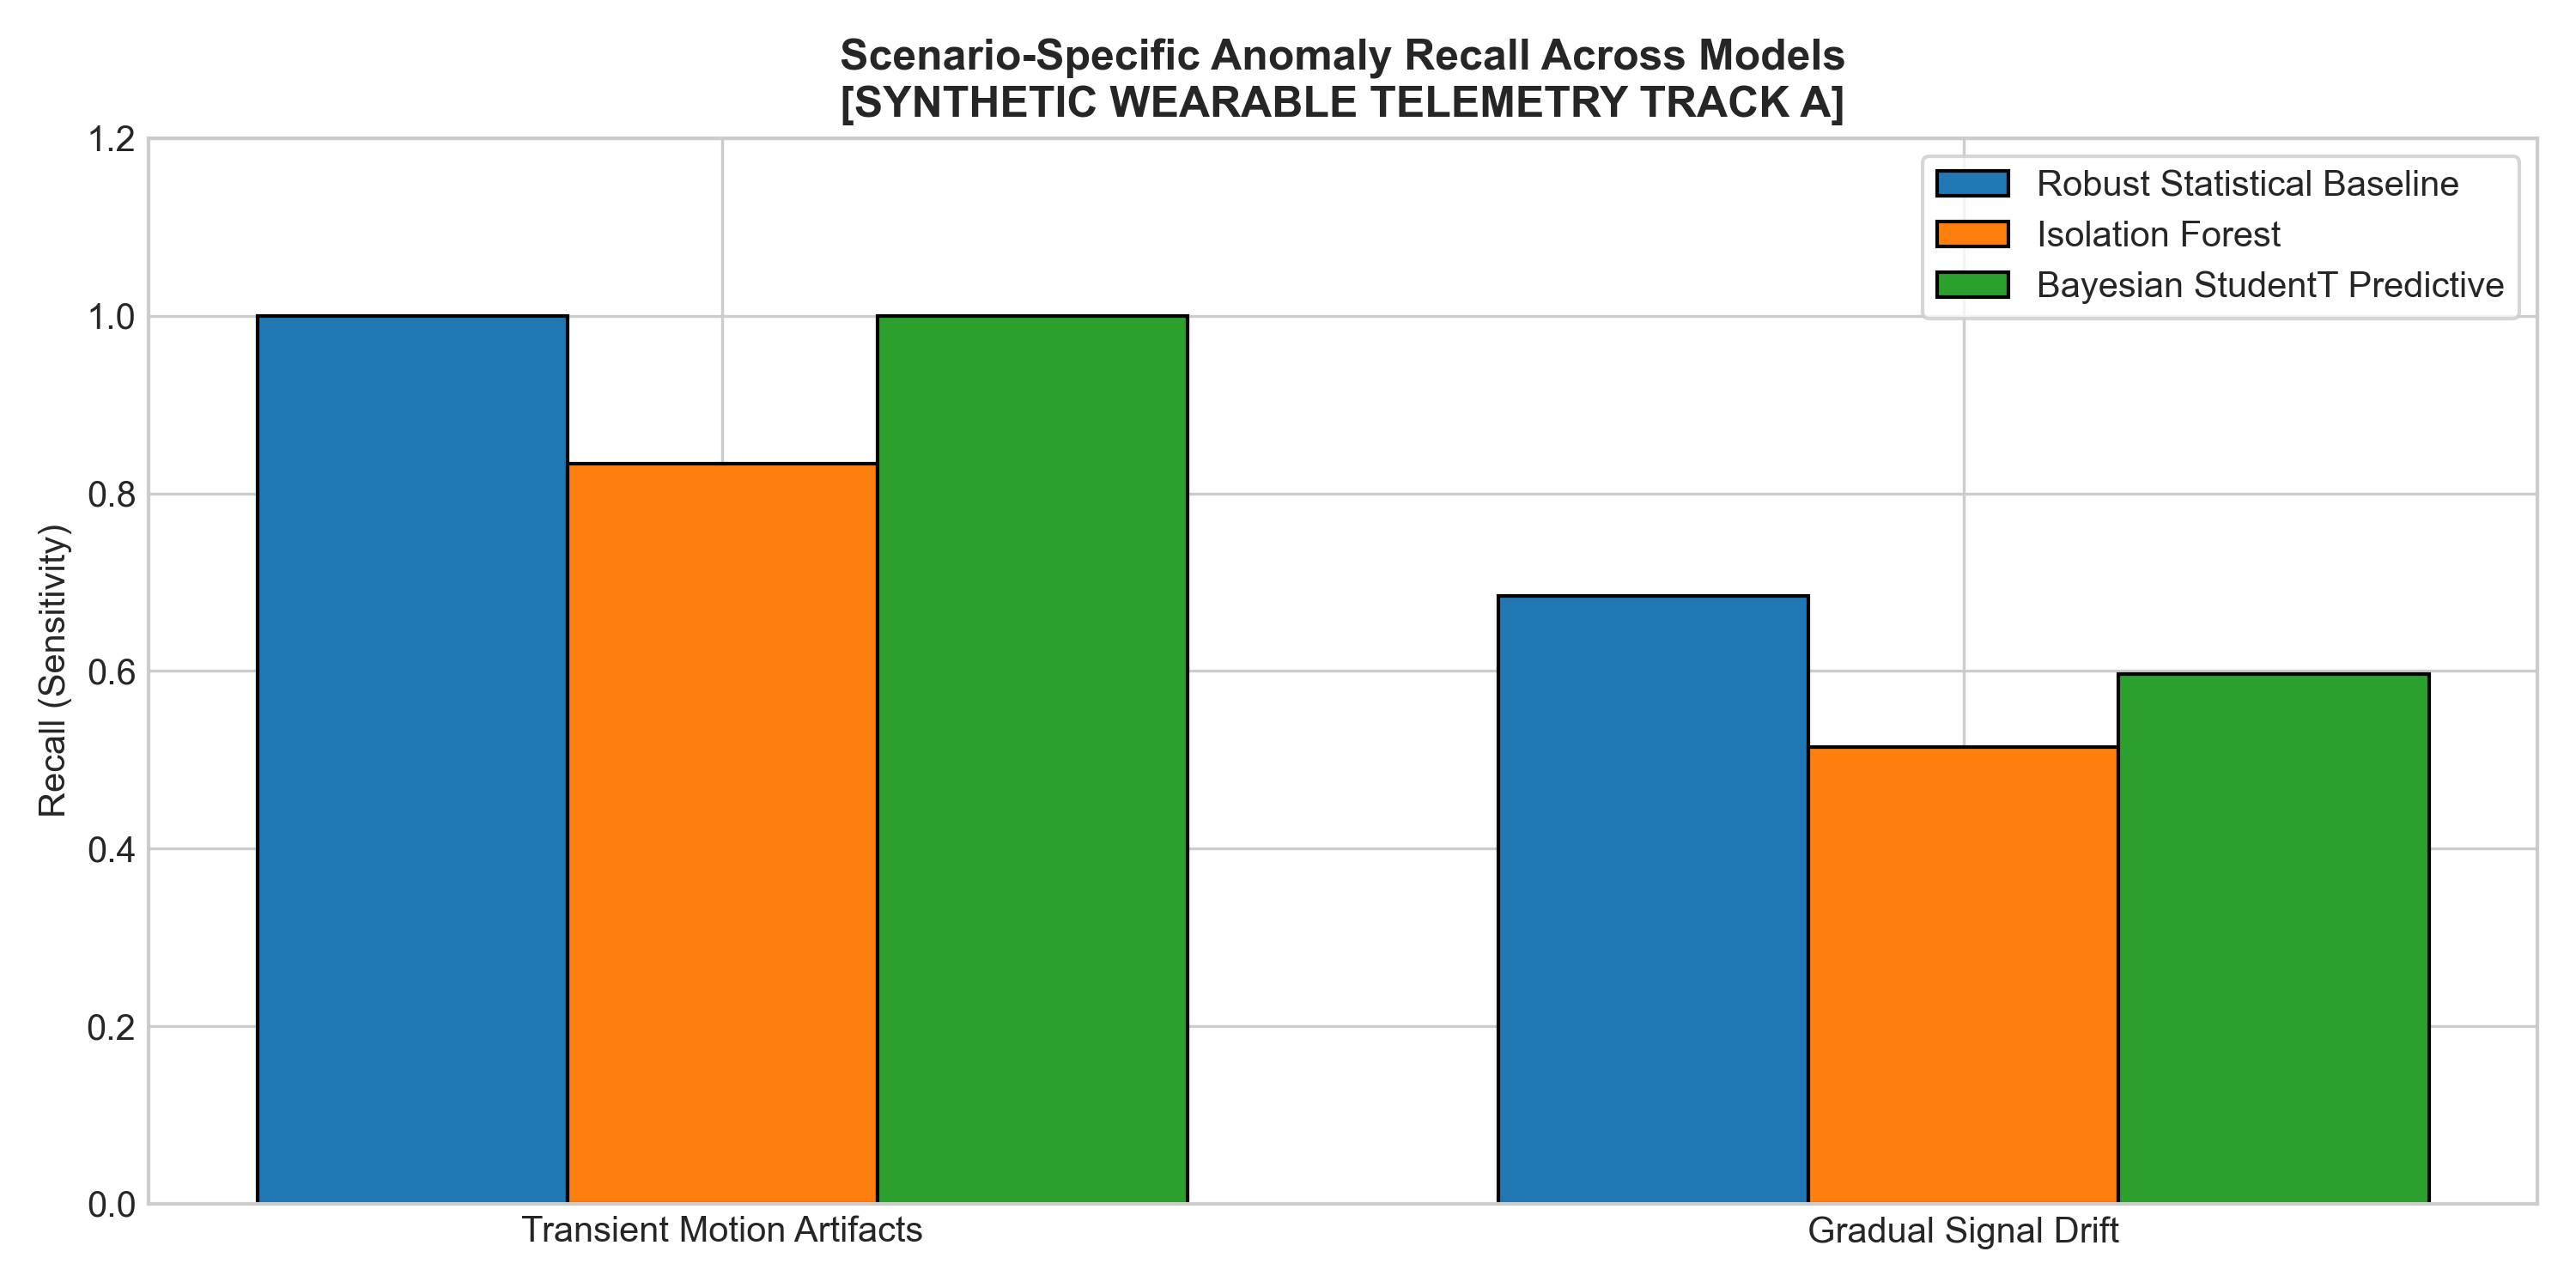 Scenario-Specific Anomaly Recall Across Models
[SYNTHETIC WEARABLE TELEMETRY TRACK A]
1.2
1.0
0.8
0.6
0.4
0.2
0.0
Recall (Sensitivity)
Robust Statistical Baseline
Isolation Forest
Bayesian StudentT Predictive
Transient Motion Artifacts
Gradual Signal Drift